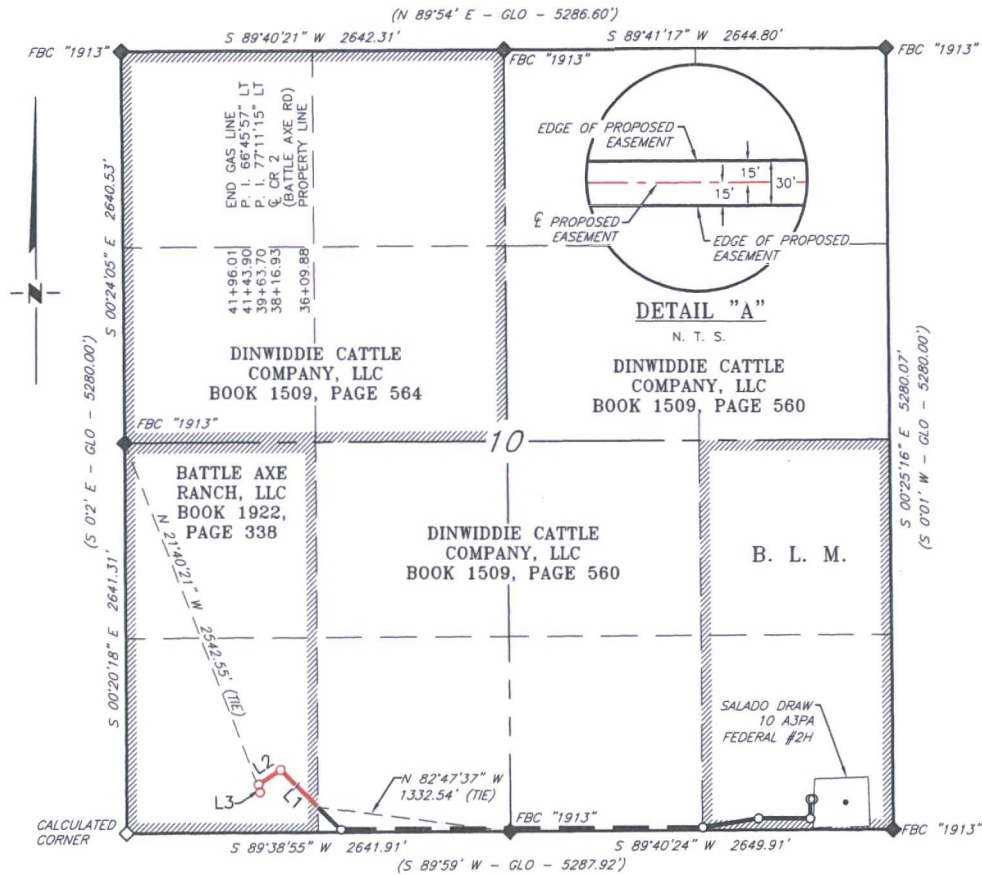 (N 89°54' E - GLO - 5286.60')
S 89°40'21" W 2642.31'
S 89°41'17" W 2644.80'
FBC "1913"
FBC "1913"
FBC "1913"
END GAS LINE
P. I. 66°45'57" LT
P. I. 77°11'15" LT
℄ CR 2
(BATTLE AXE RD)
PROPERTY LINE
41+96.01
41+43.90
39+63.70
38+16.93
36+09.88
EDGE OF PROPOSED
EASEMENT
15'
30'
15'
℄ PROPOSED
EASEMENT
EDGE OF PROPOSED
EASEMENT
DETAIL "A"
N. T. S.
N
S 00°24'05" E 2640.53'
(S 0°2' E - GLO - 5280.00')
DINWIDDIE CATTLE
COMPANY, LLC
BOOK 1509, PAGE 564
DINWIDDIE CATTLE
COMPANY, LLC
BOOK 1509, PAGE 560
S 00°25'16" E 5280.07'
(S 0°01' W - GLO - 5280.00')
FBC "1913"
10
BATTLE AXE
RANCH, LLC
BOOK 1922,
PAGE 338
DINWIDDIE CATTLE
COMPANY, LLC
BOOK 1509, PAGE 560
B. L. M.
N 21°40'21" W 2542.55' (TIE)
S 00°20'18" E 2641.31'
SALADO DRAW
10 A3PA
FEDERAL #2H
L2
L1
L3
N 82°47'37" W
1332.54' (TIE)
CALCULATED
CORNER
FBC "1913"
FBC "1913"
S 89°38'55" W 2641.91'
S 89°40'24" W 2649.91'
(S 89°59' W - GLO - 5287.92')